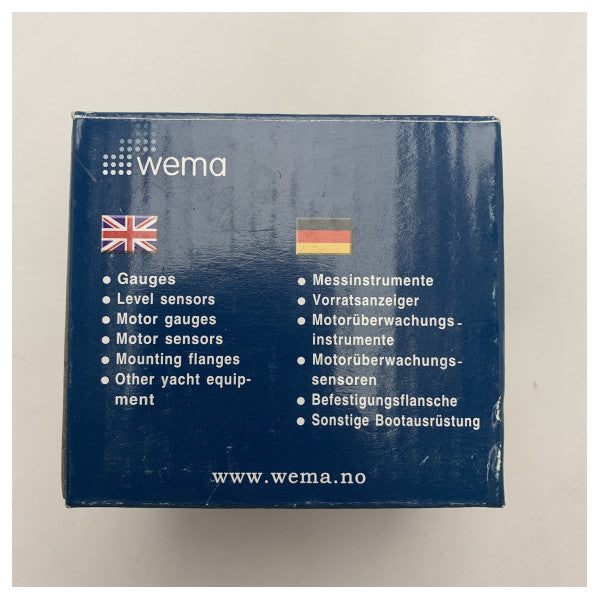 wema
• Gauges
• Level sensors
• Motor gauges
• Motor sensors
• Mounting flanges
• Other yacht equip-
ment
• Messinstrumente
• Vorratsanzeiger
• Motorüberwachungs-
instrumente
• Motorüberwachungs-
sensoren
• Befestigungsflansche
• Sonstige Bootausrüstung
www.wema.no